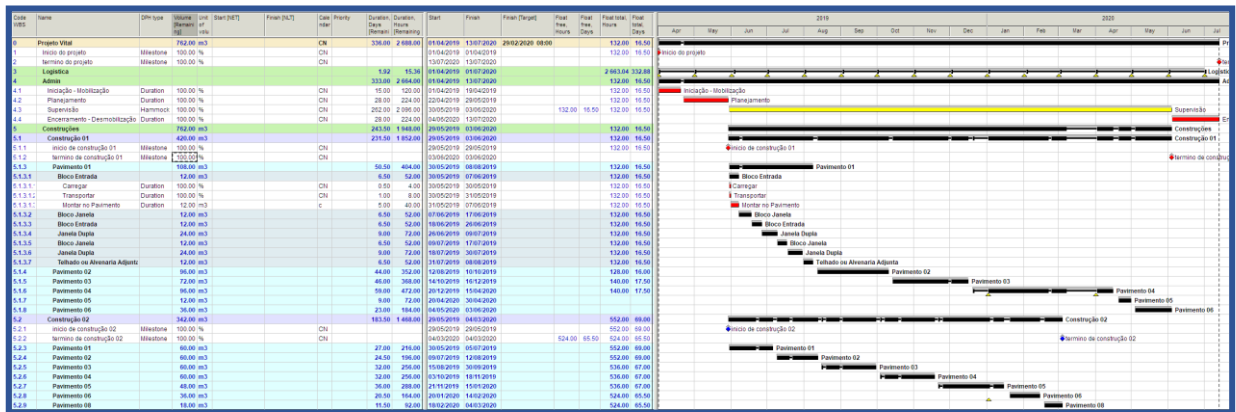 Code WBS Name DPH type Volume [Remaini ng] Unit of volu Start [NET] Finish [NLT] Cale ndar Priority Duration, Days [Remaini Duration, Hours [Remaining Start Finish Finish [Target] Float free, Hours Float free, Days Float total, Hours Float total, Days 2019 2020
Apr May Jun Jul Aug Sep Oct Nov Dec Jan Feb Mar Apr May Jun Jul
0 Projeto Vital 762.00 m3 CN 336.00 2 688.00 01/04/2019 13/07/2020 29/02/2020 08:00 132.00 16.50
1 Inicio do projeto Milestone 100.00 % CN 01/04/2019 01/04/2019 132.00 16.50 Inicio do projeto
2 termino do projeto Milestone 100.00 % CN 13/07/2020 13/07/2020
3 Logistica 1.92 15.36 01/04/2019 01/07/2020 2 663.04 332.88 Logistic
4 Admin 333.00 2 664.00 01/04/2019 13/07/2020 132.00 16.50
4.1 Iniciação - Mobilização Duration 100.00 % CN 15.00 120.00 01/04/2019 19/04/2019 132.00 16.50 Iniciação - Mobilização
4.2 Planejamento Duration 100.00 % CN 28.00 224.00 22/04/2019 29/05/2019 132.00 16.50 Planejamento
4.3 Supervisão Hammock 100.00 % CN 262.00 2 096.00 30/05/2019 03/06/2020 132.00 16.50 132.00 16.50 Supervisão
4.4 Encerramento - Desmobilização Duration 100.00 % CN 28.00 224.00 04/06/2020 13/07/2020
5 Construções 762.00 m3 243.50 1 948.00 29/05/2019 03/06/2020 132.00 16.50 Construções
5.1 Construção 01 420.00 m3 231.50 1 852.00 29/05/2019 03/06/2020 132.00 16.50 Construção 01
5.1.1 inicio de construção 01 Milestone 100.00 % CN 29/05/2019 29/05/2019 132.00 16.50 inicio de construção 01
5.1.2 termino de construção 01 Milestone 100.00 % CN 03/06/2020 03/06/2020 termino de construç
5.1.3 Pavimento 01 108.00 m3 50.50 404.00 30/05/2019 08/08/2019 132.00 16.50 Pavimento 01
5.1.3.1 Bloco Entrada 12.00 m3 6.50 52.00 30/05/2019 07/06/2019 132.00 16.50 Bloco Entrada
5.1.3.1.1 Carregar Duration 100.00 % CN 0.50 4.00 30/05/2019 30/05/2019 132.00 16.50 Carregar
5.1.3.1.2 Transportar Duration 100.00 % CN 1.00 8.00 30/05/2019 31/05/2019 132.00 16.50 Transportar
5.1.3.1.3 Montar no Pavimento Duration 12.00 m3 c 5.00 40.00 31/05/2019 07/06/2019 132.00 16.50 Montar no Pavimento
5.1.3.2 Bloco Janela 12.00 m3 6.50 52.00 07/06/2019 17/06/2019 132.00 16.50 Bloco Janela
5.1.3.3 Bloco Entrada 12.00 m3 6.50 52.00 18/06/2019 26/06/2019 132.00 16.50 Bloco Entrada
5.1.3.4 Janela Dupla 24.00 m3 9.00 72.00 26/06/2019 09/07/2019 132.00 16.50 Janela Dupla
5.1.3.5 Bloco Janela 12.00 m3 6.50 52.00 09/07/2019 17/07/2019 132.00 16.50 Bloco Janela
5.1.3.6 Janela Dupla 24.00 m3 9.00 72.00 18/07/2019 30/07/2019 132.00 16.50 Janela Dupla
5.1.3.7 Telhado ou Alvenaria Adjunta 12.00 m3 6.50 52.00 31/07/2019 08/08/2019 132.00 16.50 Telhado ou Alvenaria Adjunta
5.1.4 Pavimento 02 96.00 m3 44.00 352.00 12/08/2019 10/10/2019 128.00 16.00 Pavimento 02
5.1.5 Pavimento 03 72.00 m3 46.00 368.00 14/10/2019 16/12/2019 140.00 17.50 Pavimento 03
5.1.6 Pavimento 04 96.00 m3 59.00 472.00 20/12/2019 15/04/2020 140.00 17.50 Pavimento 04
5.1.7 Pavimento 05 12.00 m3 9.00 72.00 20/04/2020 30/04/2020 Pavimento 05
5.1.8 Pavimento 06 36.00 m3 23.00 184.00 04/05/2020 03/06/2020 Pavimento 06
5.2 Construção 02 342.00 m3 183.50 1 468.00 29/05/2019 04/03/2020 552.00 69.00 Construção 02
5.2.1 inicio de construção 02 Milestone 100.00 % CN 29/05/2019 29/05/2019 552.00 69.00 inicio de construção 02
5.2.2 termino de construção 02 Milestone 100.00 % CN 04/03/2020 04/03/2020 524.00 65.50 524.00 65.50 termino de construção 02
5.2.3 Pavimento 01 60.00 m3 27.00 216.00 30/05/2019 05/07/2019 552.00 69.00 Pavimento 01
5.2.4 Pavimento 02 60.00 m3 24.50 196.00 09/07/2019 12/08/2019 552.00 69.00 Pavimento 02
5.2.5 Pavimento 03 60.00 m3 32.00 256.00 15/08/2019 30/09/2019 536.00 67.00 Pavimento 03
5.2.6 Pavimento 04 60.00 m3 32.00 256.00 03/10/2019 18/11/2019 536.00 67.00 Pavimento 04
5.2.7 Pavimento 05 48.00 m3 36.00 288.00 21/11/2019 15/01/2020 536.00 67.00 Pavimento 05
5.2.8 Pavimento 06 36.00 m3 20.50 164.00 20/01/2020 14/02/2020 524.00 65.50 Pavimento 06
5.2.9 Pavimento 08 18.00 m3 11.50 92.00 18/02/2020 04/03/2020 524.00 65.50 Pavimento 08